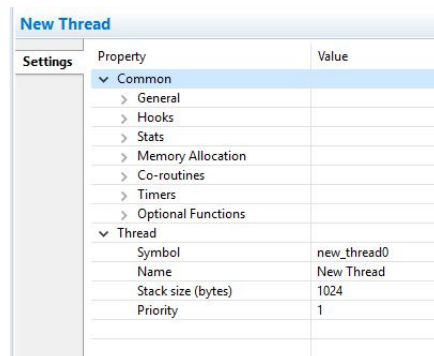 New Thread
Settings
Property Value
Common
General
Hooks
Stats
Memory Allocation
Co-routines
Timers
Optional Functions
Thread
Symbol new_thread0
Name New Thread
Stack size (bytes) 1024
Priority 1